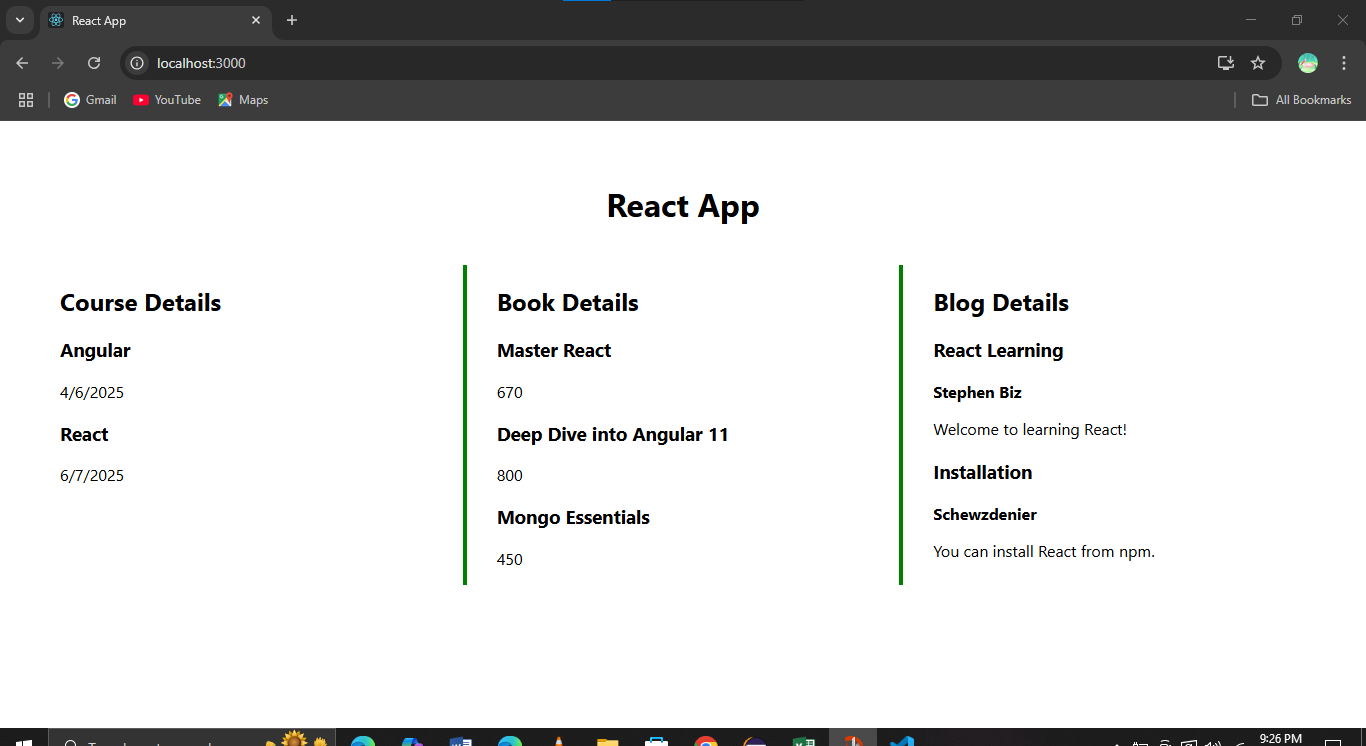 React App
localhost:3000
Gmail
YouTube
Maps
All Bookmarks
React App
Course Details
Angular
4/6/2025
React
6/7/2025
Book Details
Master React
670
Deep Dive into Angular 11
800
Mongo Essentials
450
Blog Details
React Learning
Stephen Biz
Welcome to learning React!
Installation
Schewzdenier
You can install React from npm.
9:26 PM